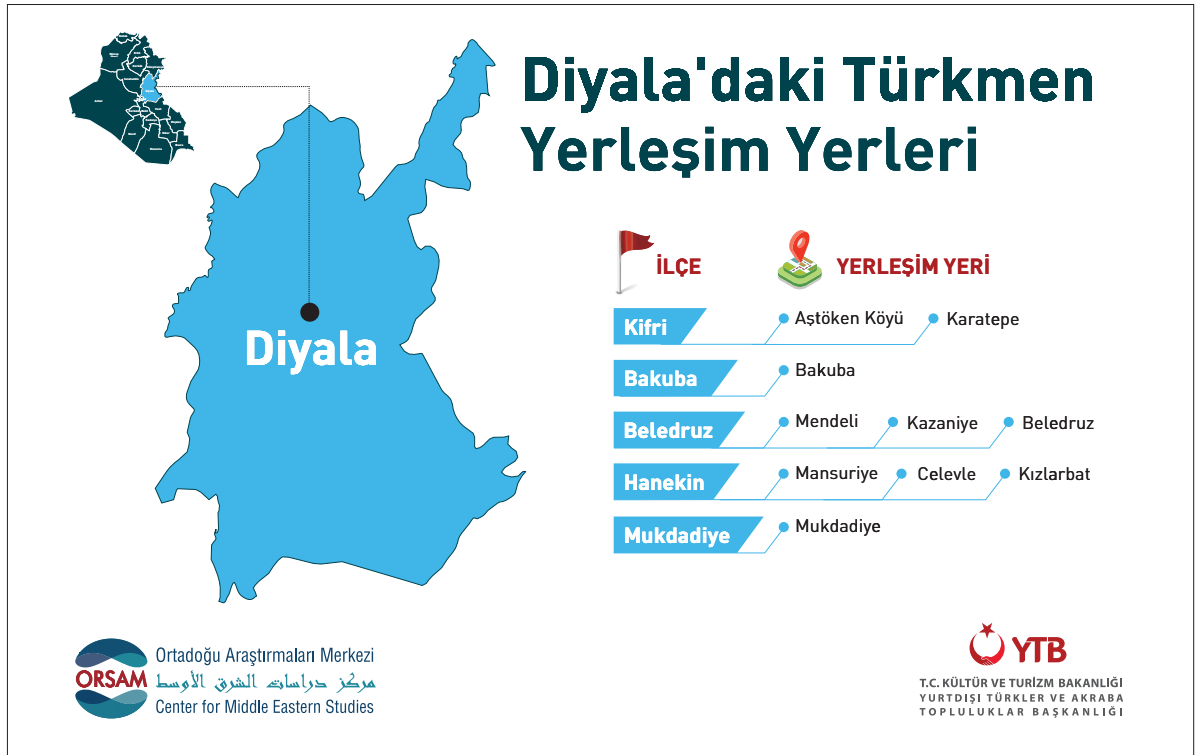 Diyala'daki Türkmen
Yerleşim Yerleri
Diyala
İLÇE YERLEŞİM YERİ
Kifri Aştöken Köyü Karatepe
Bakuba Bakuba
Beledruz Mendeli Kazaniye Beledruz
Hanekin Mansuriye Celevle Kızlarbat
Mukdadiye Mukdadiye
ORSAM
Ortadoğu Araştırmaları Merkezi
مركز دراسات الشرق الأوسط
Center for Middle Eastern Studies
YTB
T.C. KÜLTÜR VE TURİZM BAKANLIĞI
YURTDIŞI TÜRKLER VE AKRABA
TOPLULUKLAR BAŞKANLIĞI